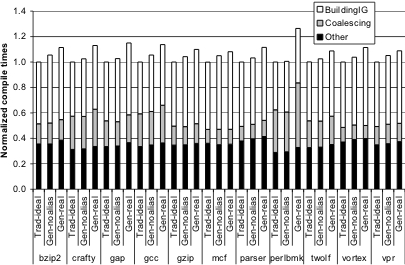 BuildingIG
Coalescing
Other
Normalized compile times
1.4
1.2
1.0
0.8
0.6
0.4
0.2
0.0
Trad-ideal
Gen-noalias
Gen-real
Trad-ideal
Gen-noalias
Gen-real
Trad-ideal
Gen-noalias
Gen-real
Trad-ideal
Gen-noalias
Gen-real
Trad-ideal
Gen-noalias
Gen-real
Trad-ideal
Gen-noalias
Gen-real
Trad-ideal
Gen-noalias
Gen-real
Trad-ideal
Gen-noalias
Gen-real
Trad-ideal
Gen-noalias
Gen-real
Trad-ideal
Gen-noalias
Gen-real
Trad-ideal
Gen-noalias
Gen-real
bzip2 crafty gap gcc gzip mcf parser perlbmk twolf vortex vpr